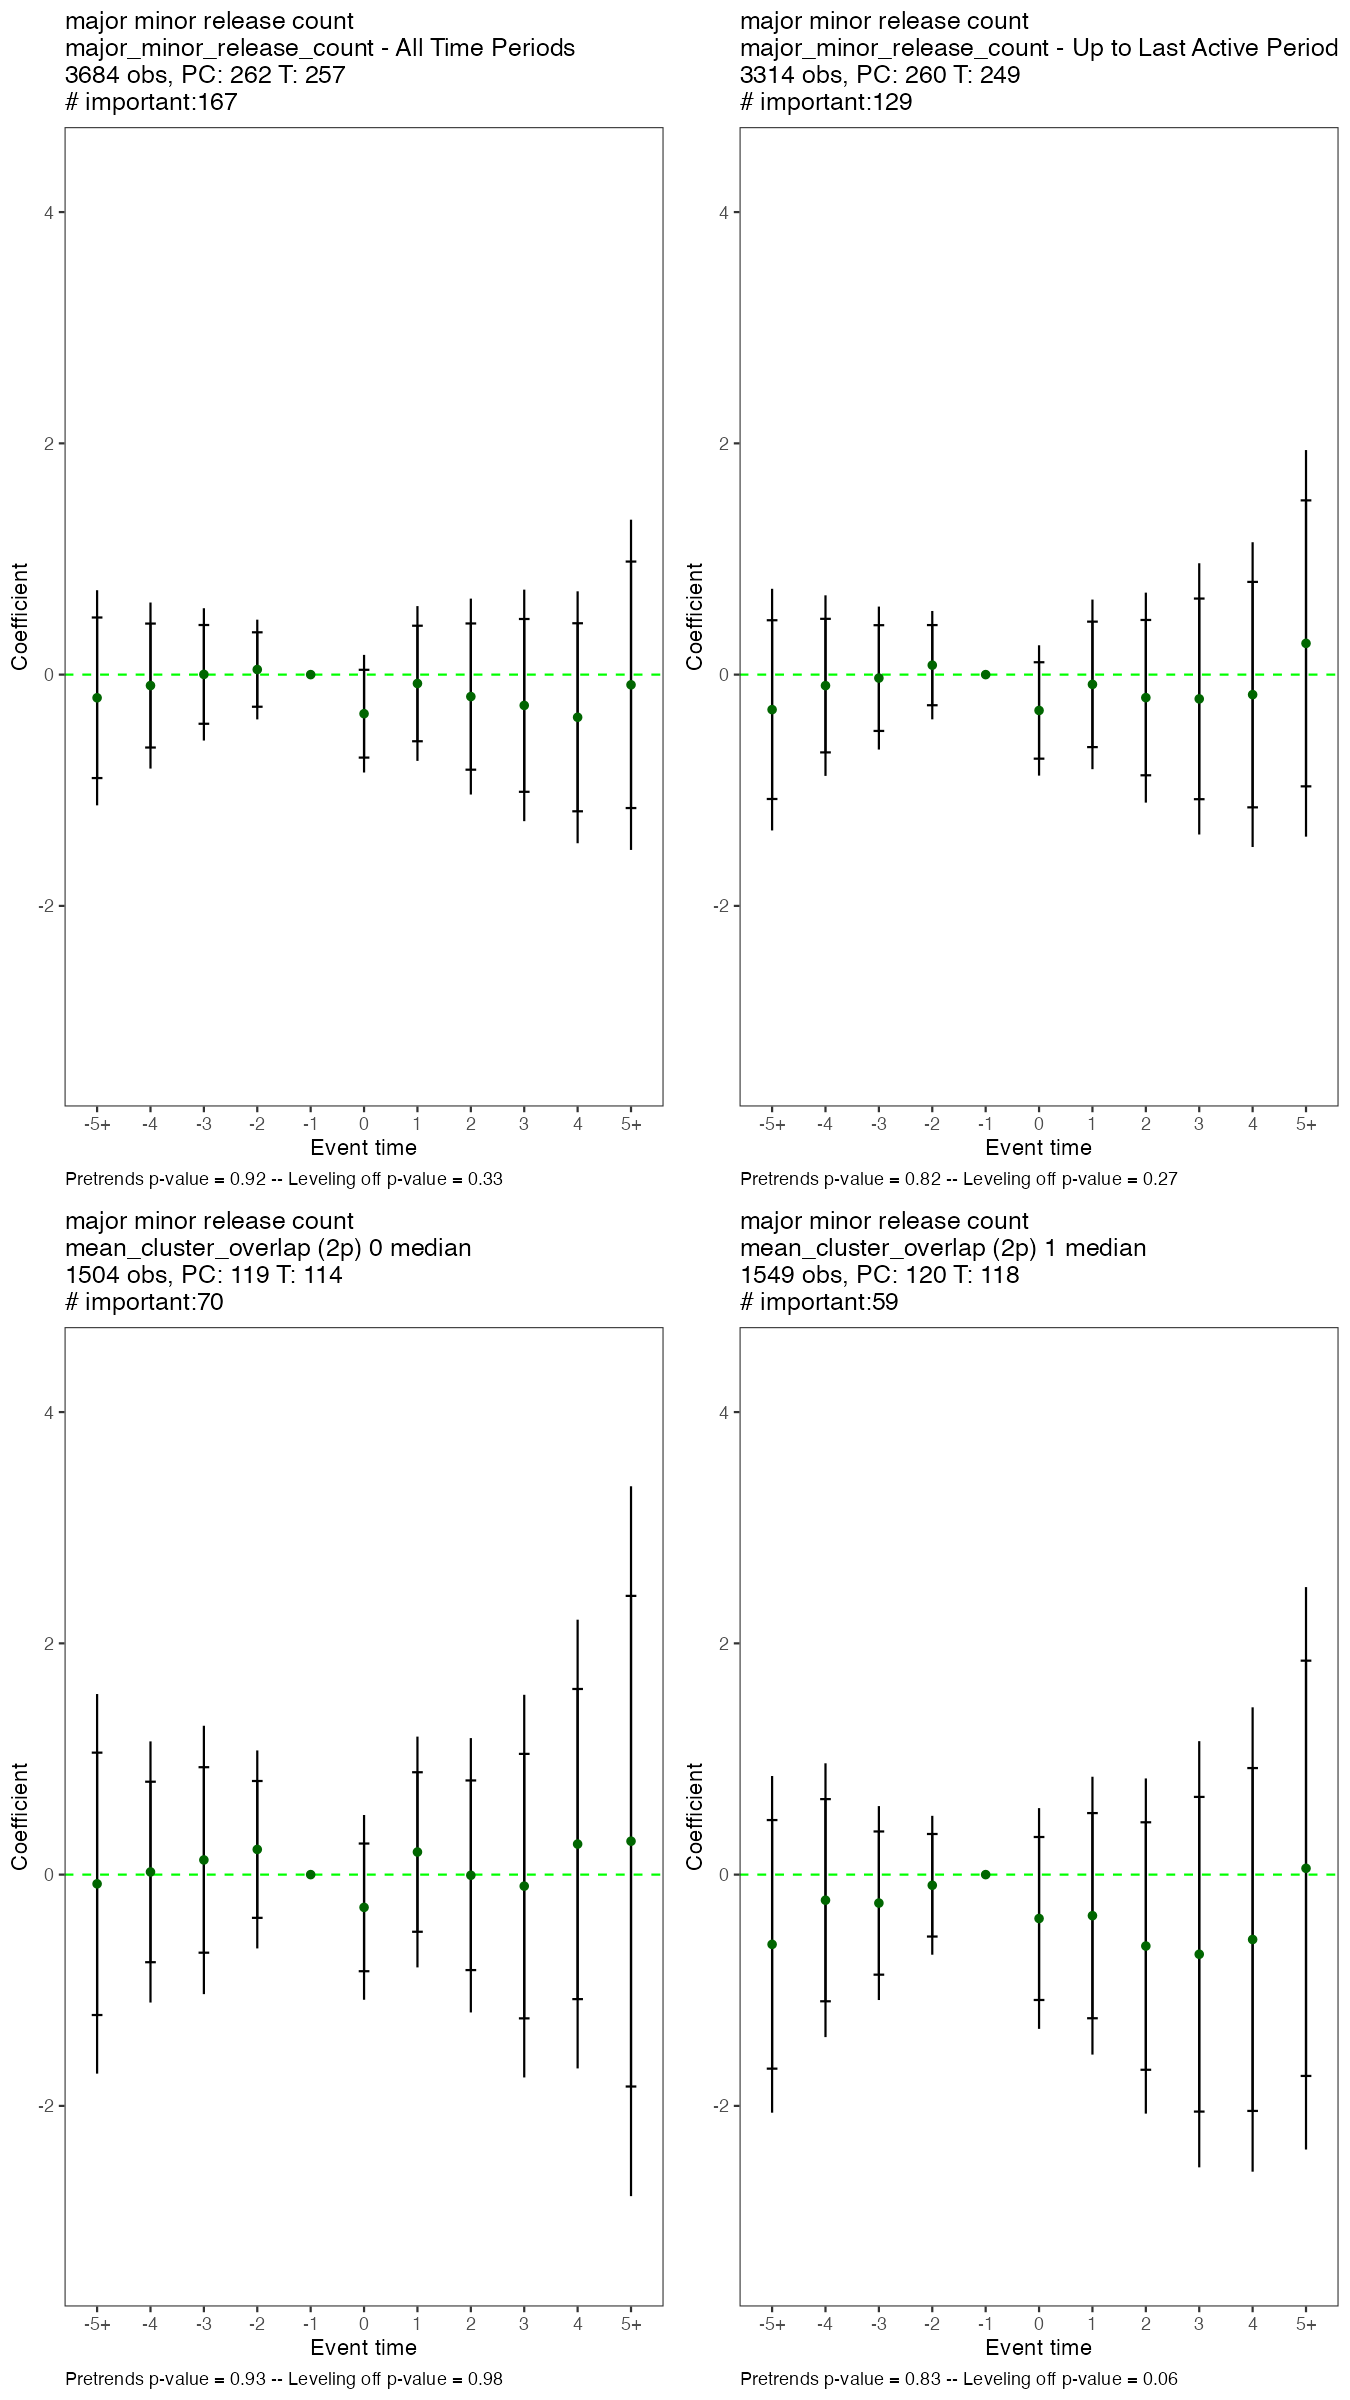 major minor release count
major_minor_release_count - All Time Periods
3684 obs, PC: 262 T: 257
# important:167
4
2
0
-2
Coefficient
-5+ -4 -3 -2 -1 0 1 2 3 4 5+
Event time
Pretrends p-value = 0.92 -- Leveling off p-value = 0.33
major minor release count
major_minor_release_count - Up to Last Active Period
3314 obs, PC: 260 T: 249
# important:129
4
2
0
-2
Coefficient
-5+ -4 -3 -2 -1 0 1 2 3 4 5+
Event time
Pretrends p-value = 0.82 -- Leveling off p-value = 0.27
major minor release count
mean_cluster_overlap (2p) 0 median
1504 obs, PC: 119 T: 114
# important:70
4
2
0
-2
Coefficient
-5+ -4 -3 -2 -1 0 1 2 3 4 5+
Event time
Pretrends p-value = 0.93 -- Leveling off p-value = 0.98
major minor release count
mean_cluster_overlap (2p) 1 median
1549 obs, PC: 120 T: 118
# important:59
4
2
0
-2
Coefficient
-5+ -4 -3 -2 -1 0 1 2 3 4 5+
Event time
Pretrends p-value = 0.83 -- Leveling off p-value = 0.06